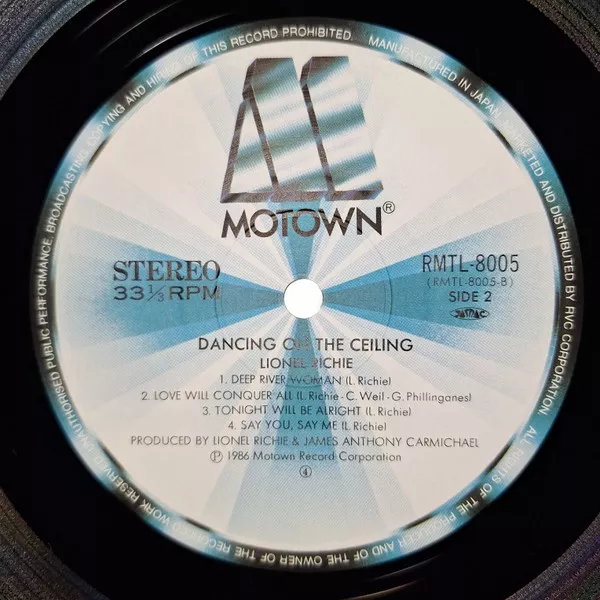 UNAUTHORISED PUBLIC PERFORMANCE, BROADCASTING, COPYING AND HIRING OF THIS RECORD PROHIBITED. MANUFACTURED IN JAPAN, MARKETED AND DISTRIBUTED BY RVC CORPORATION. ALL RIGHTS OF THE PRODUCER AND OF THE OWNER OF THE RECORDED WORK RESERVED.
MOTOWN®
STEREO
33 1/3 RPM
RMTL-8005
(RMTL-8005-B)
SIDE 2
JASRAC
DANCING ON THE CEILING
LIONEL RICHIE
1. DEEP RIVER WOMAN (L. Richie)
2. LOVE WILL CONQUER ALL (L. Richie - C. Weil - G. Phillinganes)
3. TONIGHT WILL BE ALRIGHT (L. Richie)
4. SAY YOU, SAY ME (L. Richie)
PRODUCED BY LIONEL RICHIE & JAMES ANTHONY CARMICHAEL
Ⓟ 1986 Motown Record Corporation
④